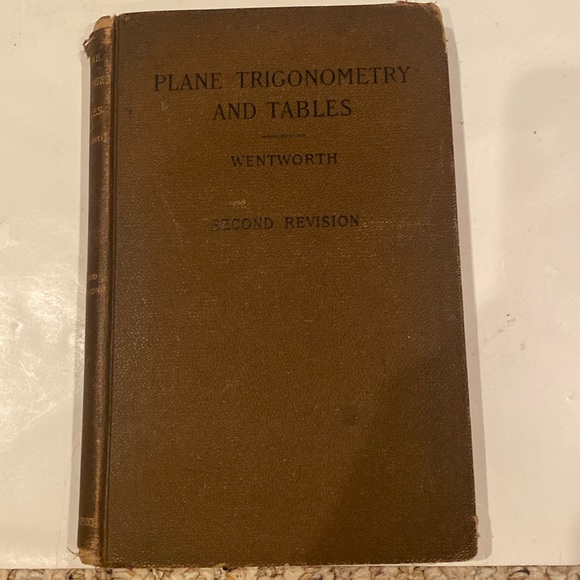 PLANE TRIGONOMETRY
AND TABLES
WENTWORTH
SECOND REVISION